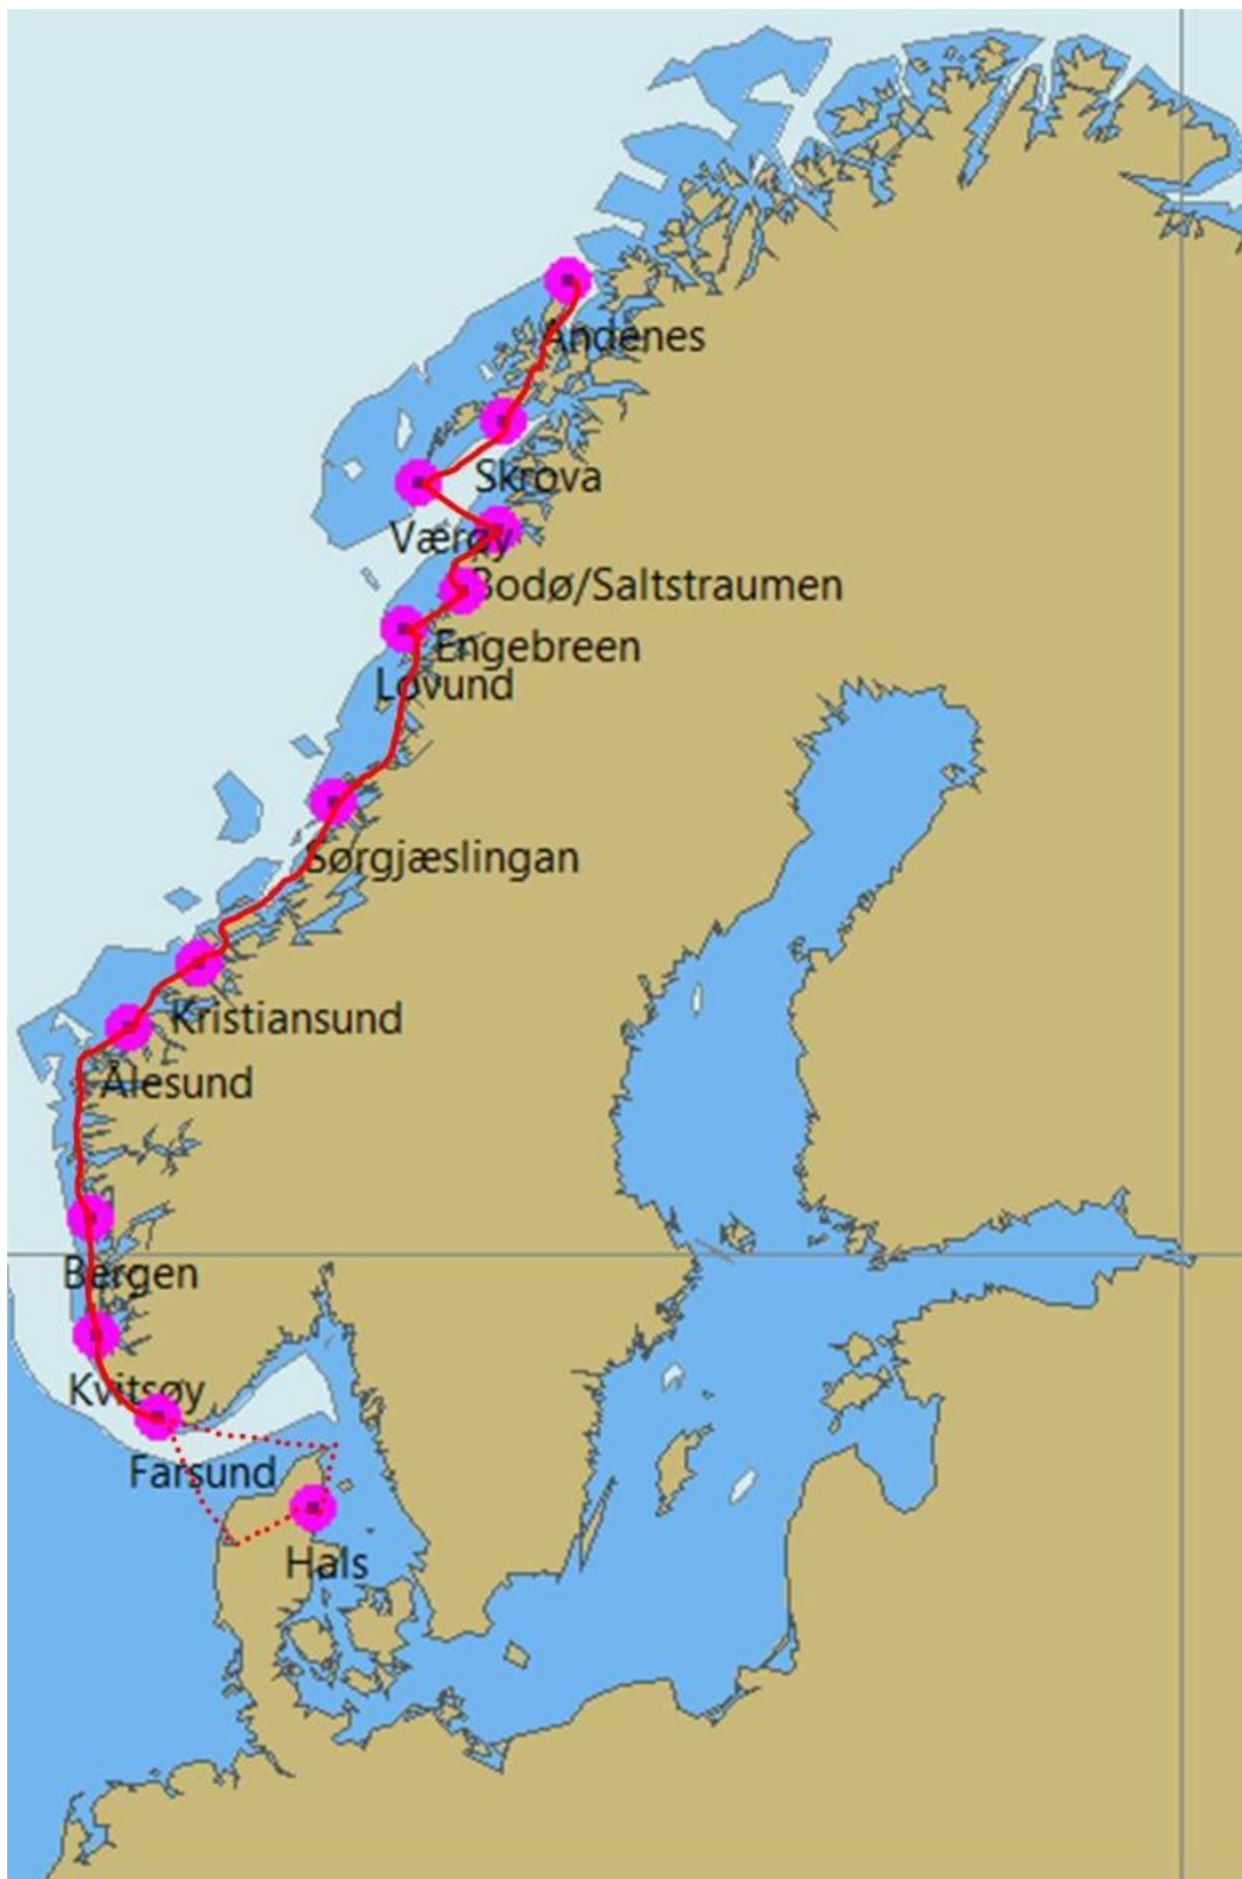 Andenes
Skrova
Værøy
Bodø/Saltstraumen
Engebreen
Lovund
Sørgjæslingan
Kristiansund
Ålesund
Bergen
Kvitsøy
Farsund
Hals